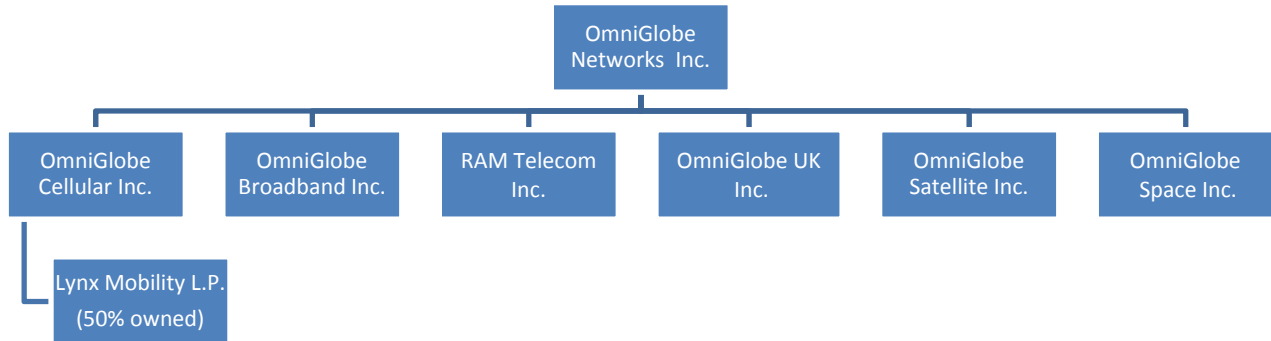 OmniGlobe
Networks Inc.
OmniGlobe
Cellular Inc.
OmniGlobe
Broadband Inc.
RAM Telecom
Inc.
OmniGlobe UK
Inc.
OmniGlobe
Satellite Inc.
OmniGlobe
Space Inc.
Lynx Mobility L.P.
(50% owned)